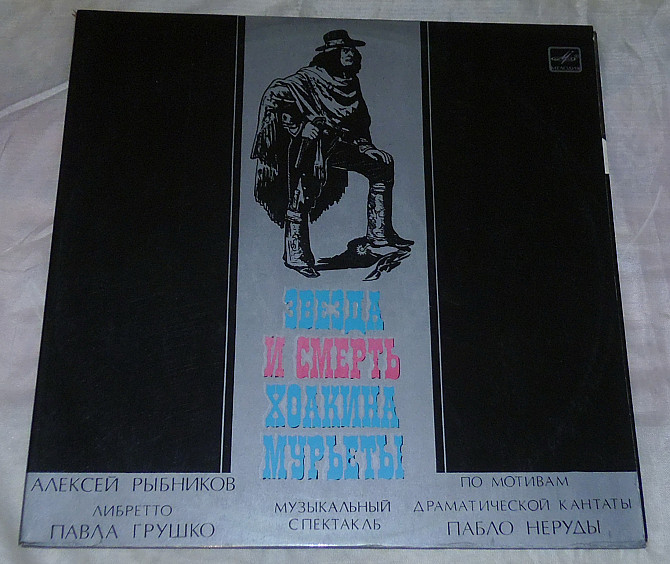 ЗВЕЗДА
И СМЕРТЬ
ХОАКИНА
МУРЬЕТЫ
АЛЕКСЕЙ РЫБНИКОВ
ЛИБРЕТТО
ПАВЛА ГРУШКО
МУЗЫКАЛЬНЫЙ
СПЕКТАКЛЬ
ПО МОТИВАМ
ДРАМАТИЧЕСКОЙ КАНТАТЫ
ПАБЛО НЕРУДЫ